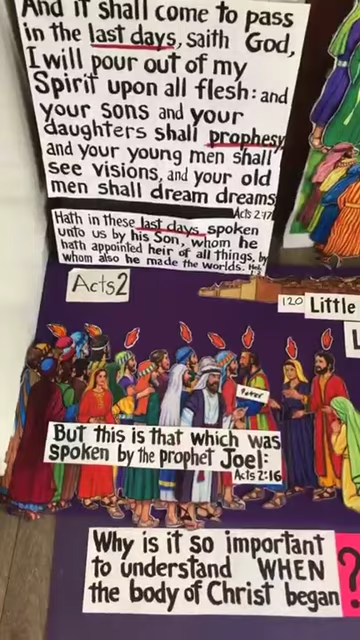 And it shall come to pass
in the last days, saith God,
I will pour out of my
Spirit upon all flesh: and
your sons and your
daughters shall prophesy
and your young men shall
see visions, and your old
men shall dream dreams
Acts 2:17
Hath in these last days spoken
unto us by his Son, whom he
hath appointed heir of all things, by
whom also he made the worlds. Heb
Acts 2
120 Little
L
Peter
But this is that which was
spoken by the prophet Joel:
Acts 2:16
Why is it so important
to understand WHEN
the body of Christ began
?